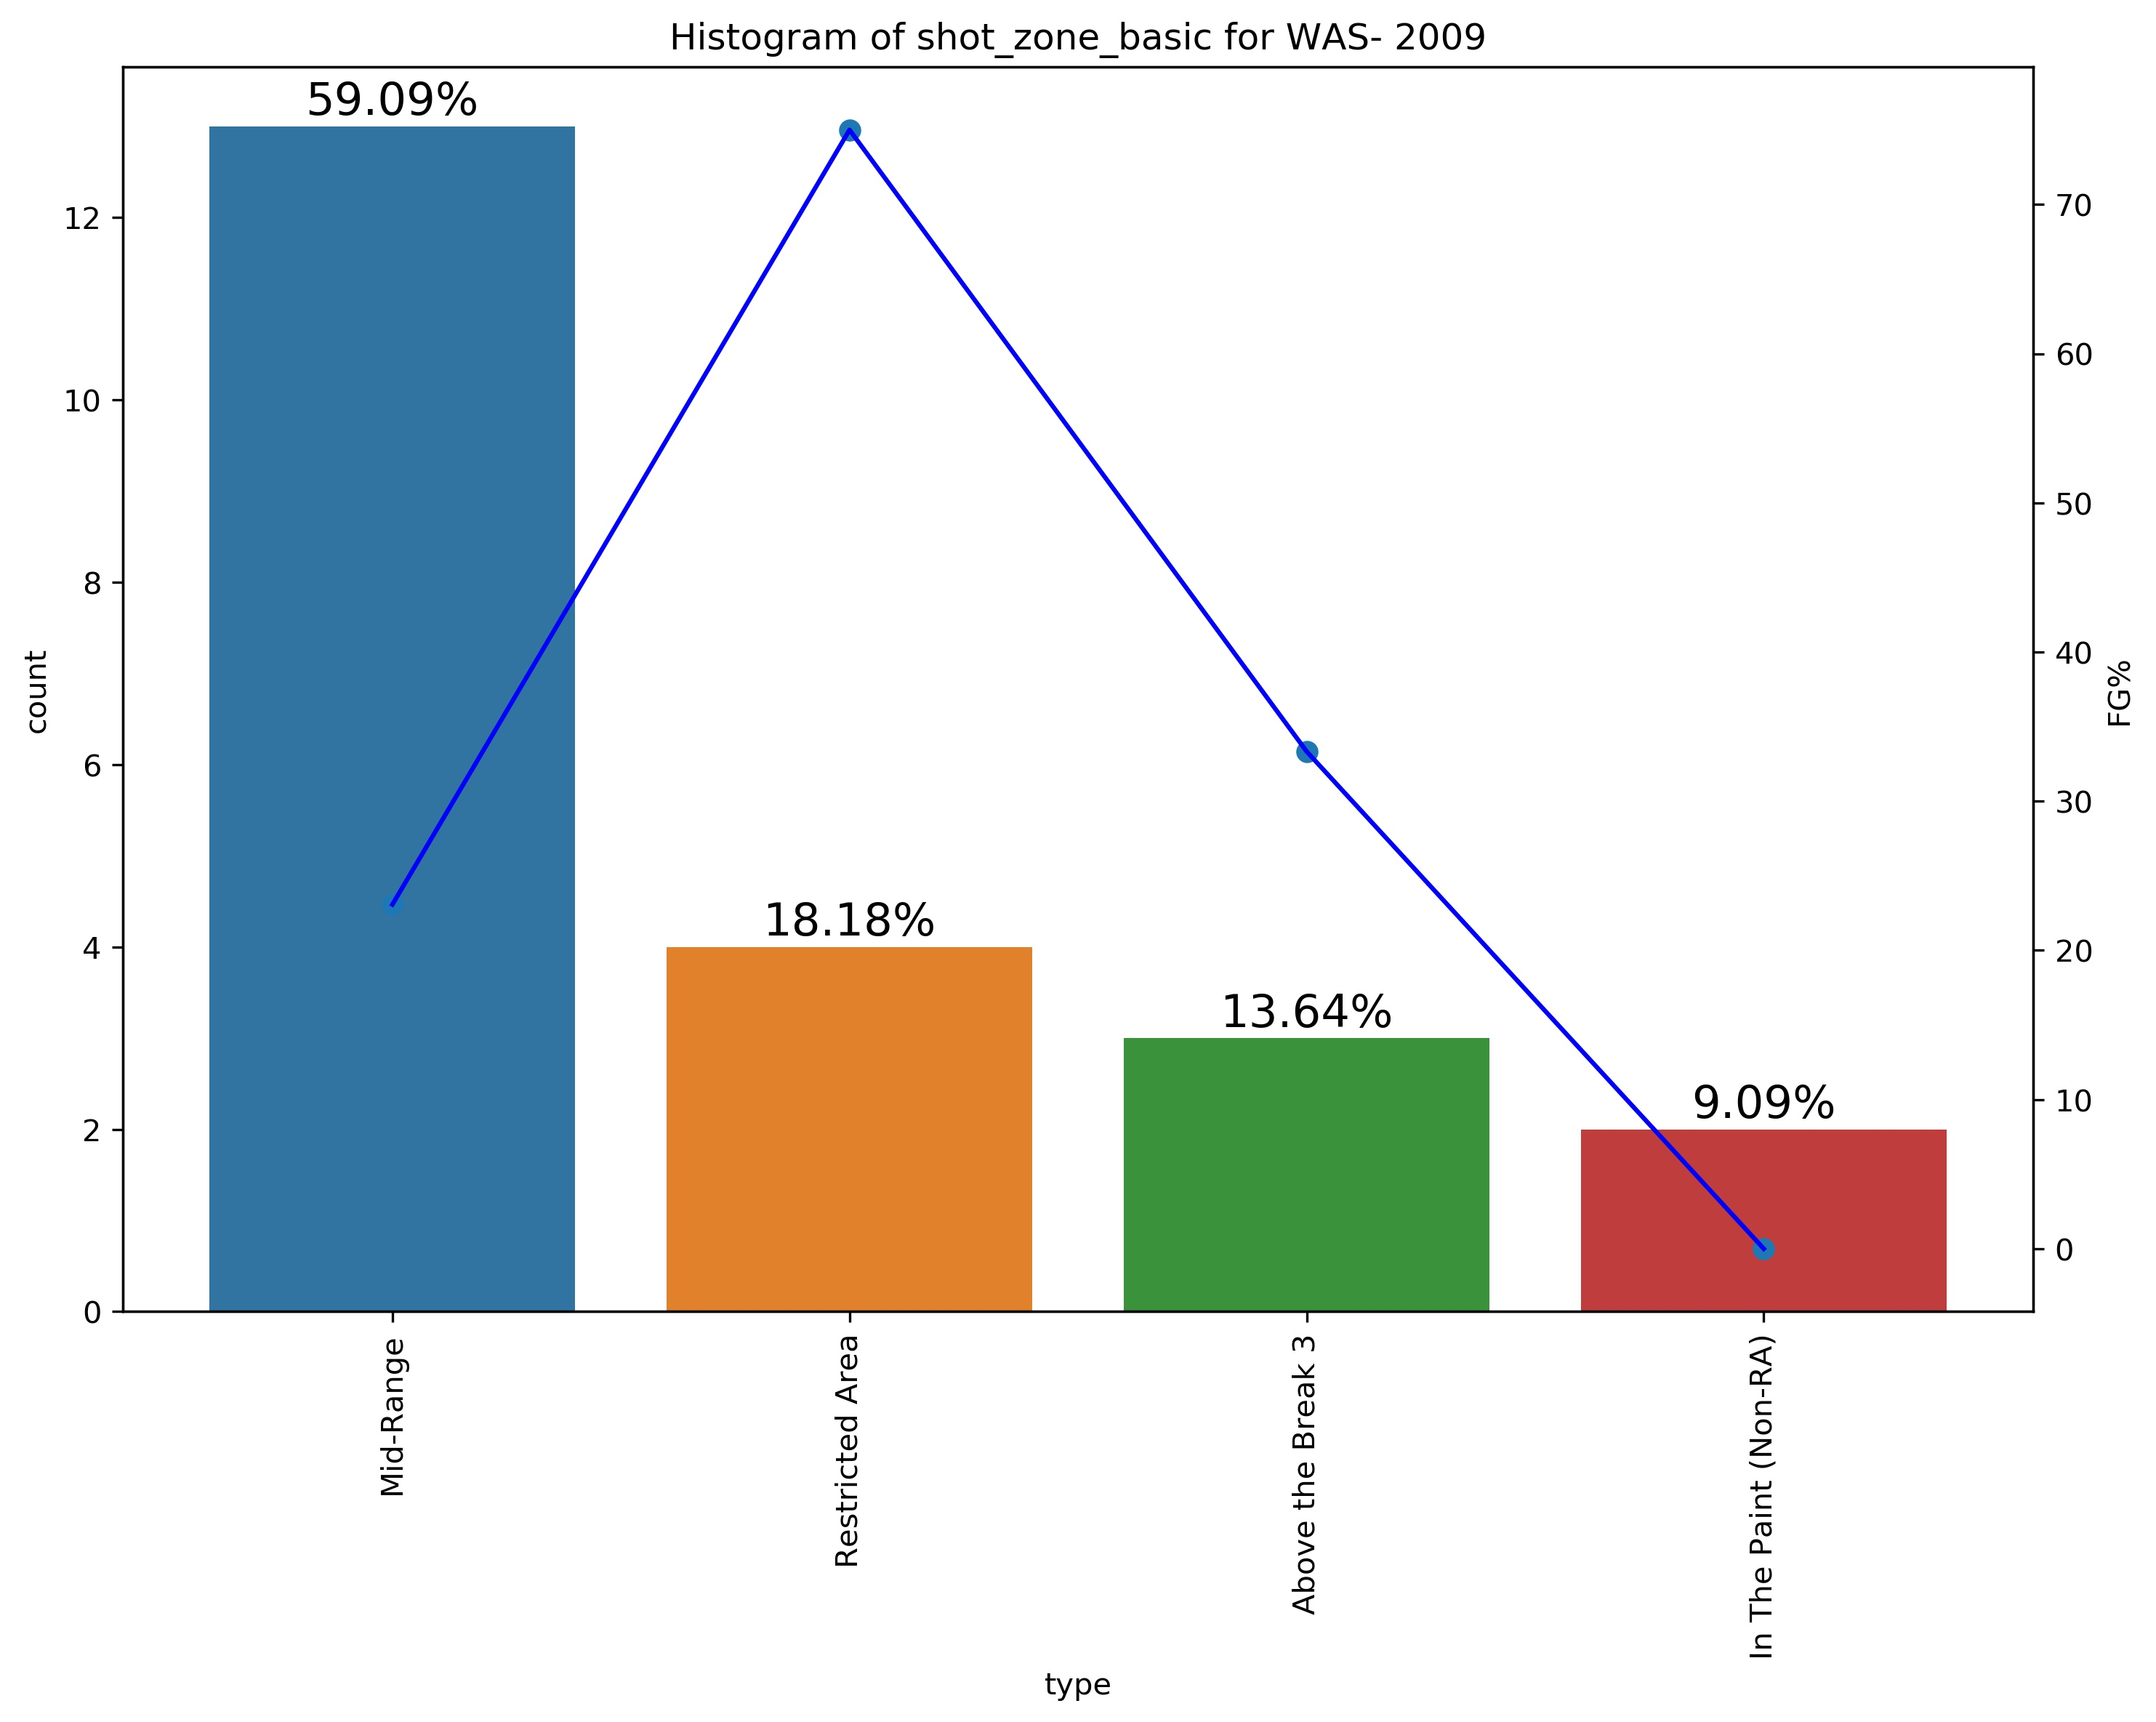 Histogram of shot_zone_basic for WAS- 2009
59.09%
18.18%
13.64%
9.09%
12
10
8
6
4
2
0
count
70
60
50
40
30
20
10
0
FG%
Mid-Range
Restricted Area
Above the Break 3
In The Paint (Non-RA)
type